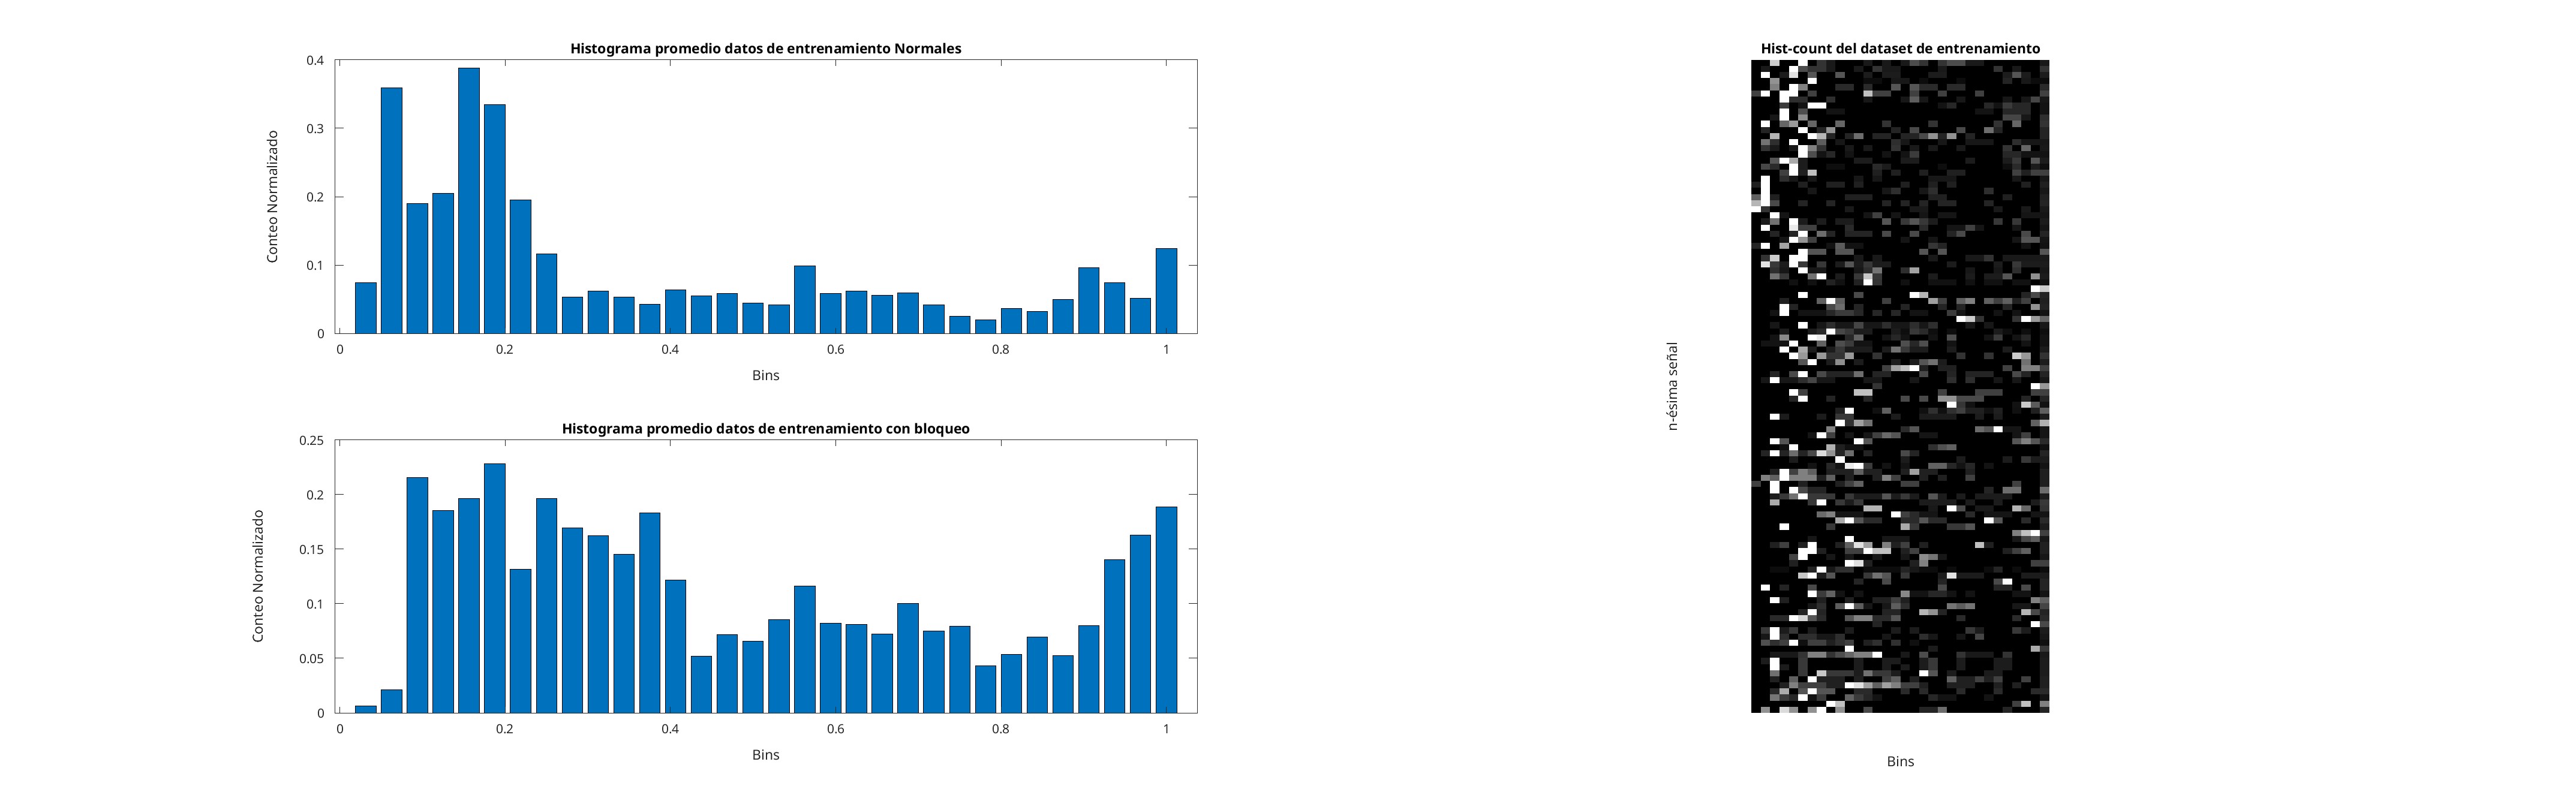 Histograma promedio datos de entrenamiento Normales
Conteo Normalizado
0.4
0.3
0.2
0.1
0
0 0.2 0.4 0.6 0.8 1
Bins
Histograma promedio datos de entrenamiento con bloqueo
Conteo Normalizado
0.25
0.2
0.15
0.1
0.05
0
0 0.2 0.4 0.6 0.8 1
Bins
Hist-count del dataset de entrenamiento
n-ésima señal
Bins